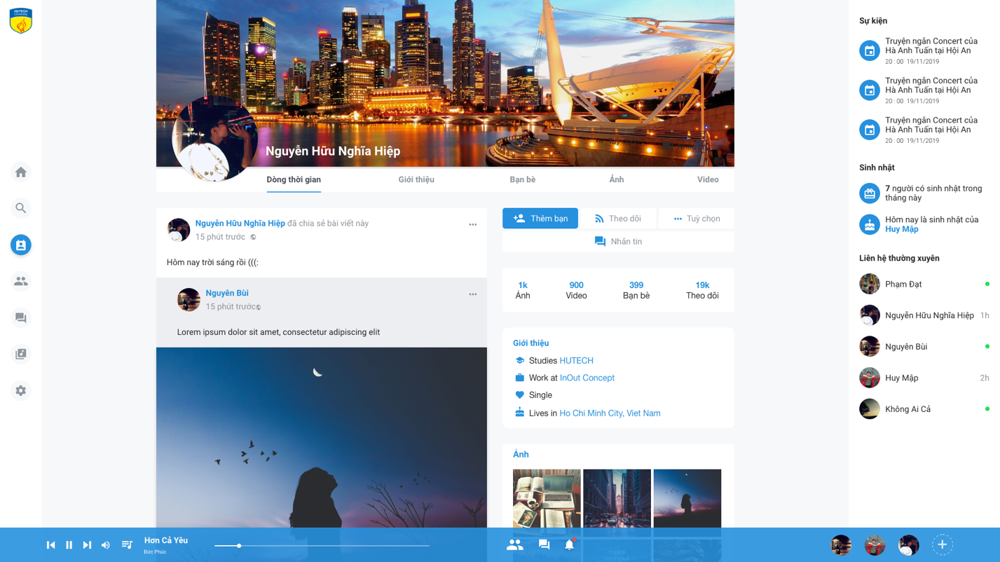 HUTECH
University
Nguyễn Hữu Nghĩa Hiệp
Dòng thời gian
Giới thiệu
Bạn bè
Ảnh
Video
Nguyễn Hữu Nghĩa Hiệp đã chia sẻ bài viết này
15 phút trước
Hôm nay trời sáng rồi (((:
Nguyên Bùi
15 phút trước
Lorem ipsum dolor sit amet, consectetur adipiscing elit
Thêm bạn
Theo dõi
Tuỳ chọn
Nhắn tin
1k
Ảnh
900
Video
399
Bạn bè
19k
Theo dõi
Giới thiệu
Studies HUTECH
Work at InOut Concept
Single
Lives in Ho Chi Minh City, Viet Nam
Ảnh
Sự kiện
Truyện ngắn Concert của
Hà Anh Tuấn tại Hội An
20 : 00 19/11/2019
Truyện ngắn Concert của
Hà Anh Tuấn tại Hội An
20 : 00 19/11/2019
Truyện ngắn Concert của
Hà Anh Tuấn tại Hội An
20 : 00 19/11/2019
Sinh nhật
7 người có sinh nhật trong
tháng này
Hôm nay là sinh nhật của
Huy Mập
Liên hệ thường xuyên
Phạm Đạt
Nguyễn Hữu Nghĩa Hiệp 1h
Nguyên Bùi
Huy Mập 2h
Không Ai Cả
Hơn Cả Yêu
Đức Phúc